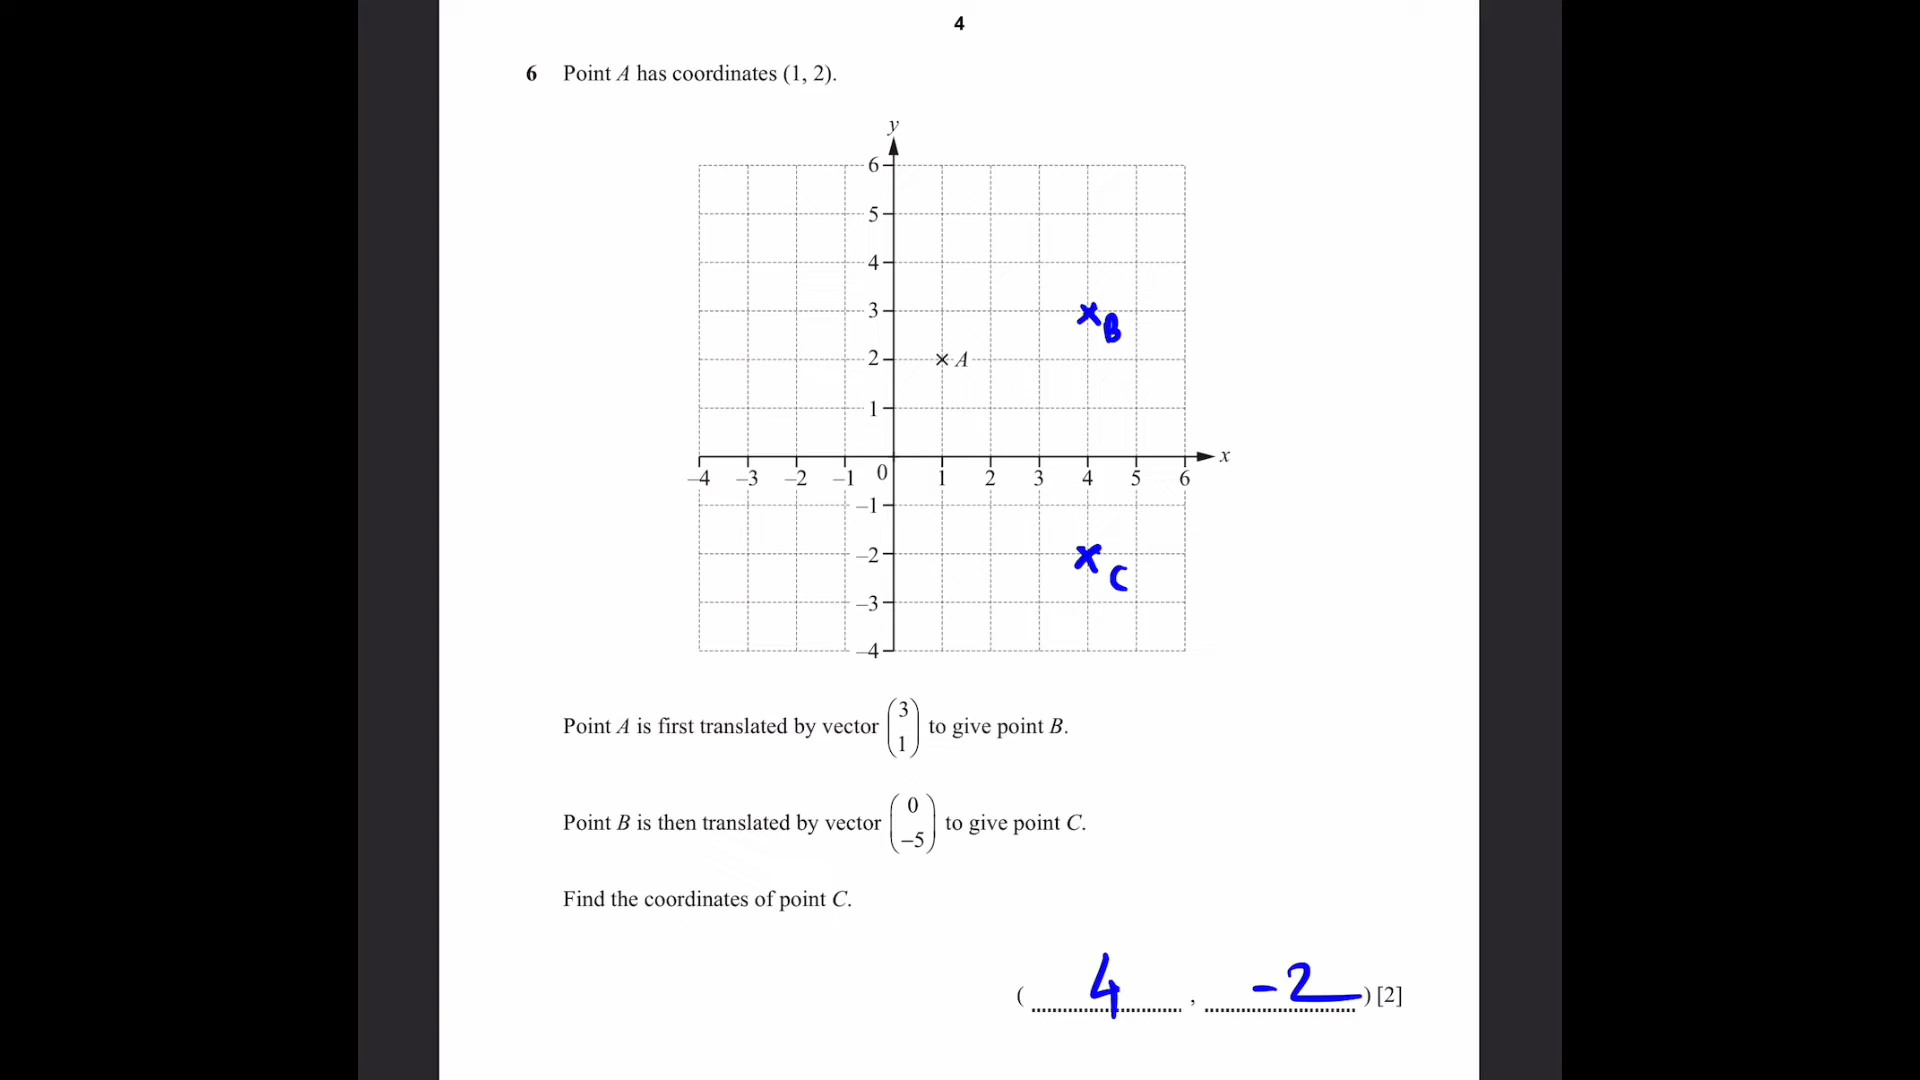 4
6 Point A has coordinates (1, 2).
y
6
5
4
3
B
2
A
1
–4 –3 –2 –1 0 1 2 3 4 5 6 x
–1
–2
C
–3
–4
Point A is first translated by vector (3 1) to give point B.
Point B is then translated by vector (0 –5) to give point C.
Find the coordinates of point C.
( 4 , -2 ) [2]